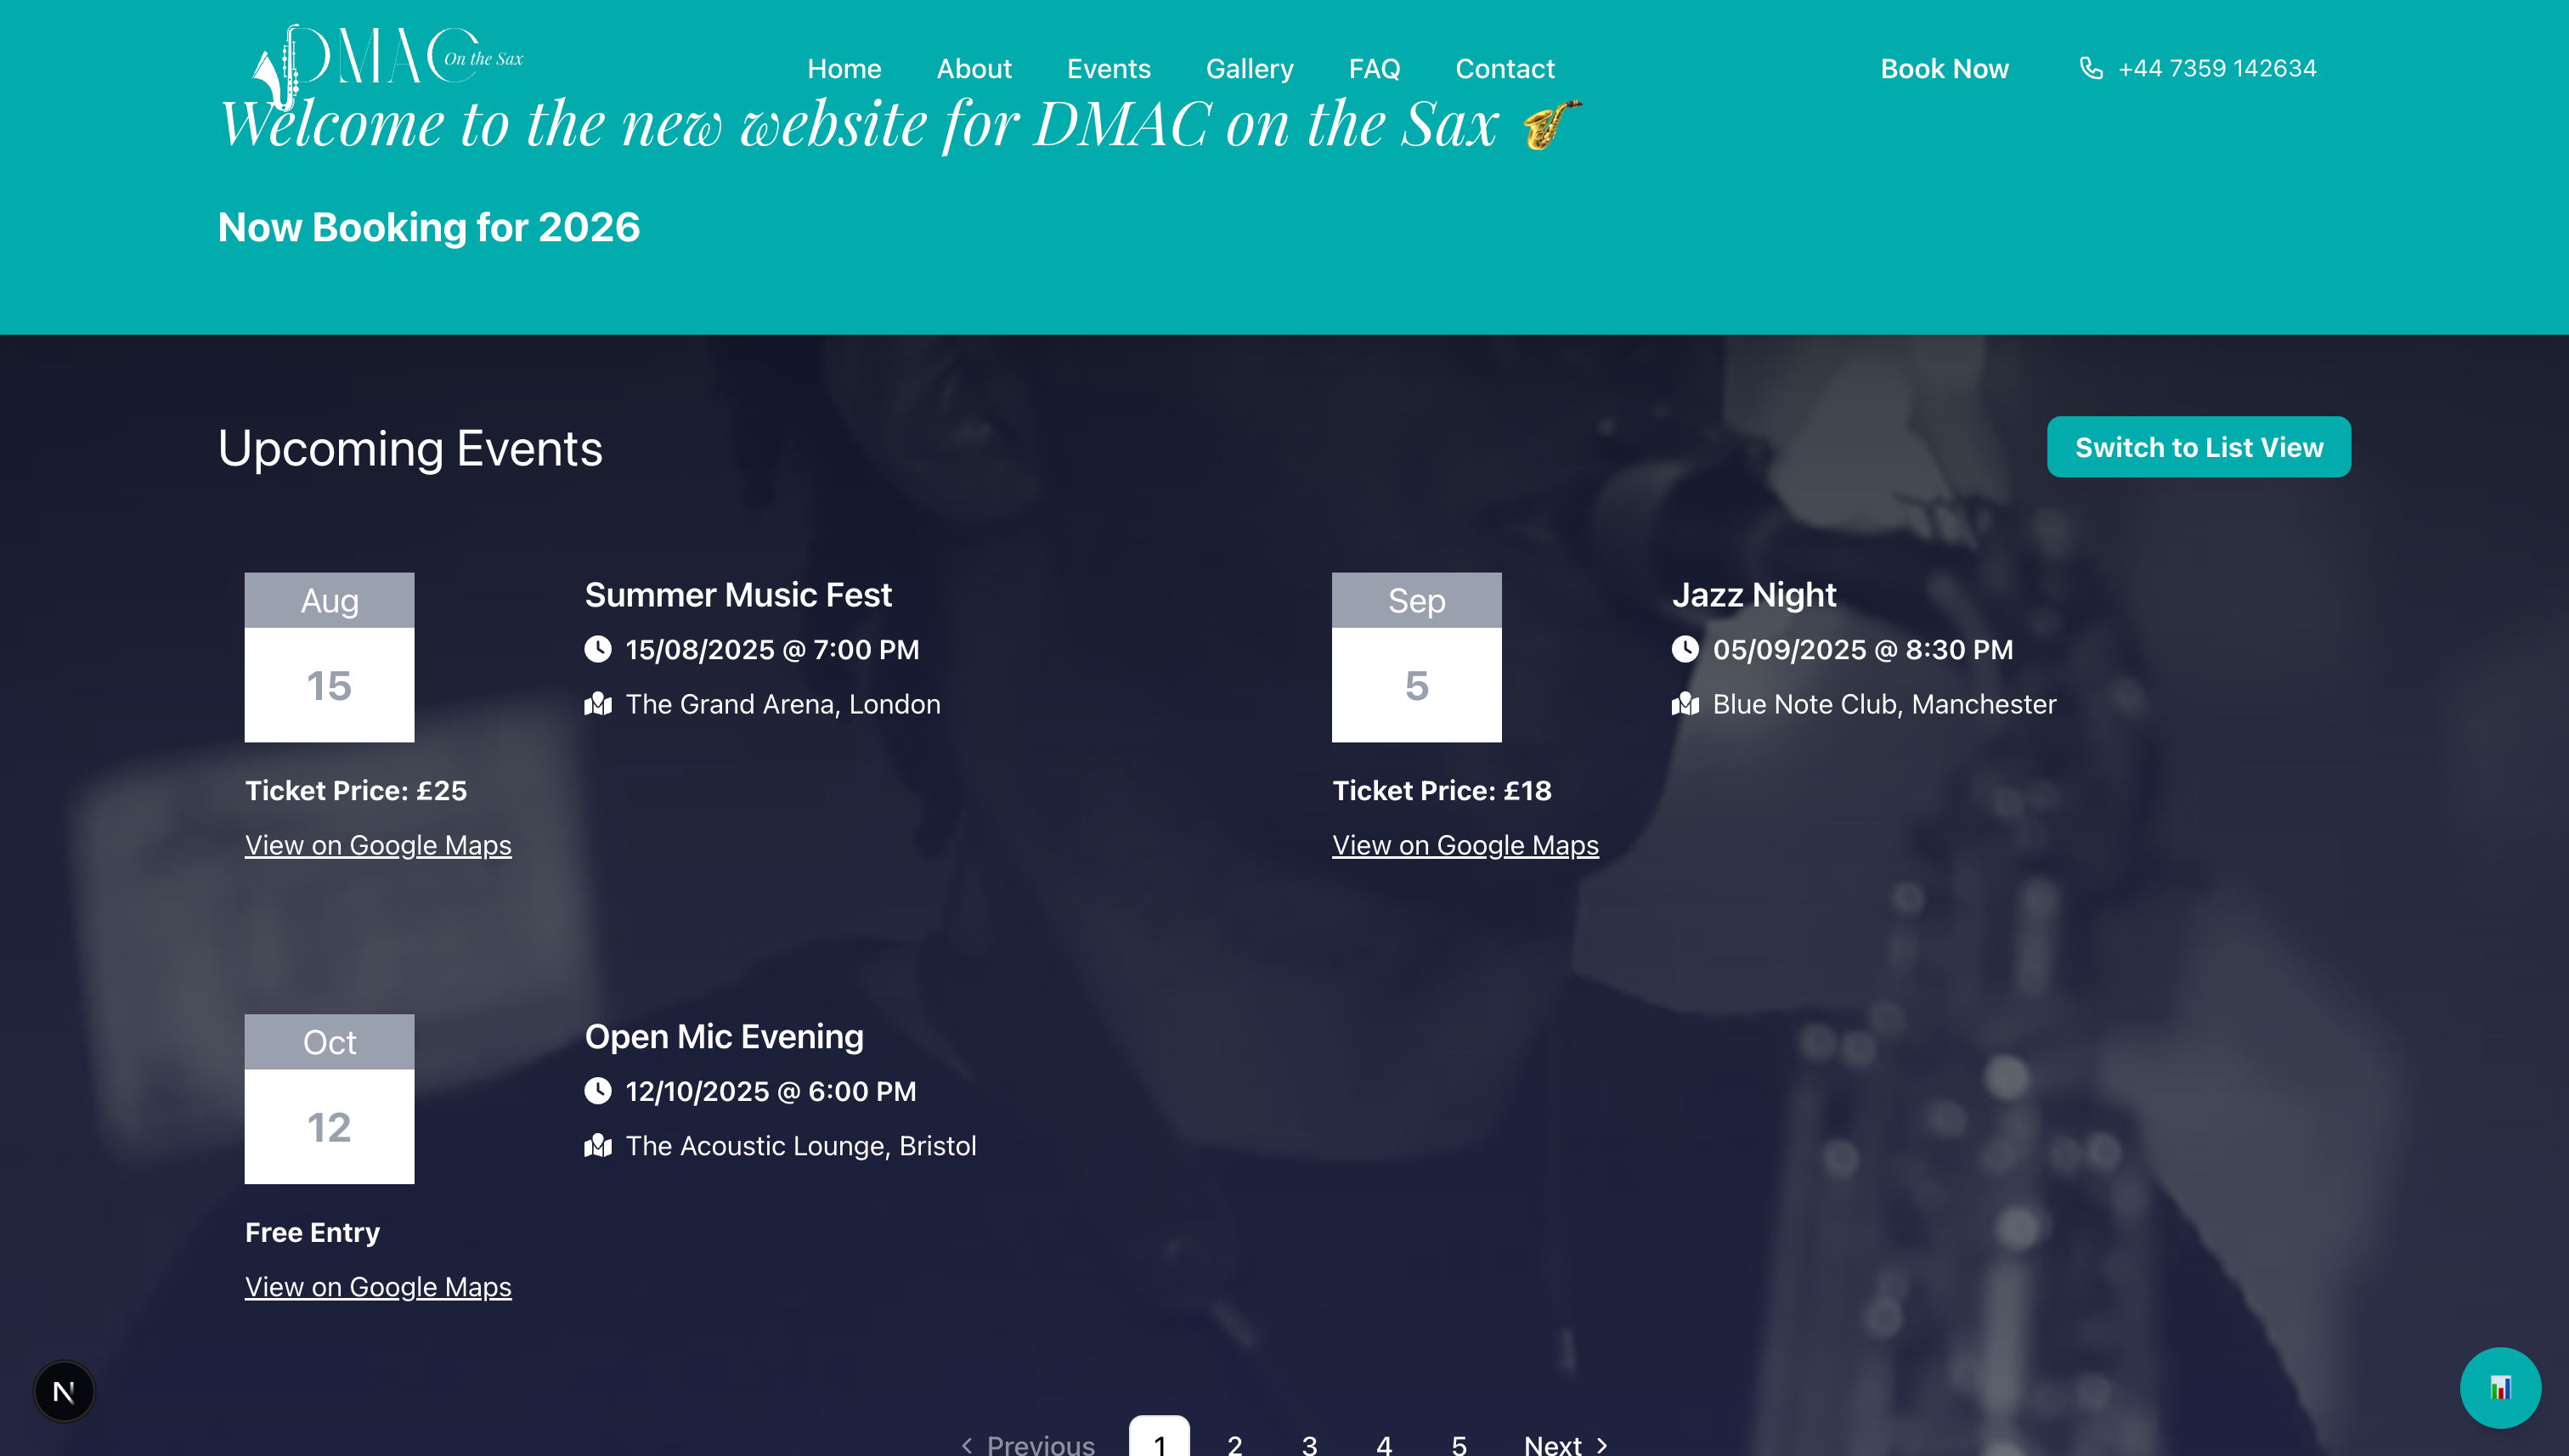 DMAC On the Sax
Home About Events Gallery FAQ Contact
Book Now
+44 7359 142634
Welcome to the new website for DMAC on the Sax 🎷
Now Booking for 2026
Upcoming Events
Switch to List View
Aug
15
Summer Music Fest
15/08/2025 @ 7:00 PM
The Grand Arena, London
Ticket Price: £25
View on Google Maps
Sep
5
Jazz Night
05/09/2025 @ 8:30 PM
Blue Note Club, Manchester
Ticket Price: £18
View on Google Maps
Oct
12
Open Mic Evening
12/10/2025 @ 6:00 PM
The Acoustic Lounge, Bristol
Free Entry
View on Google Maps
N
Previous 1 2 3 4 5 Next